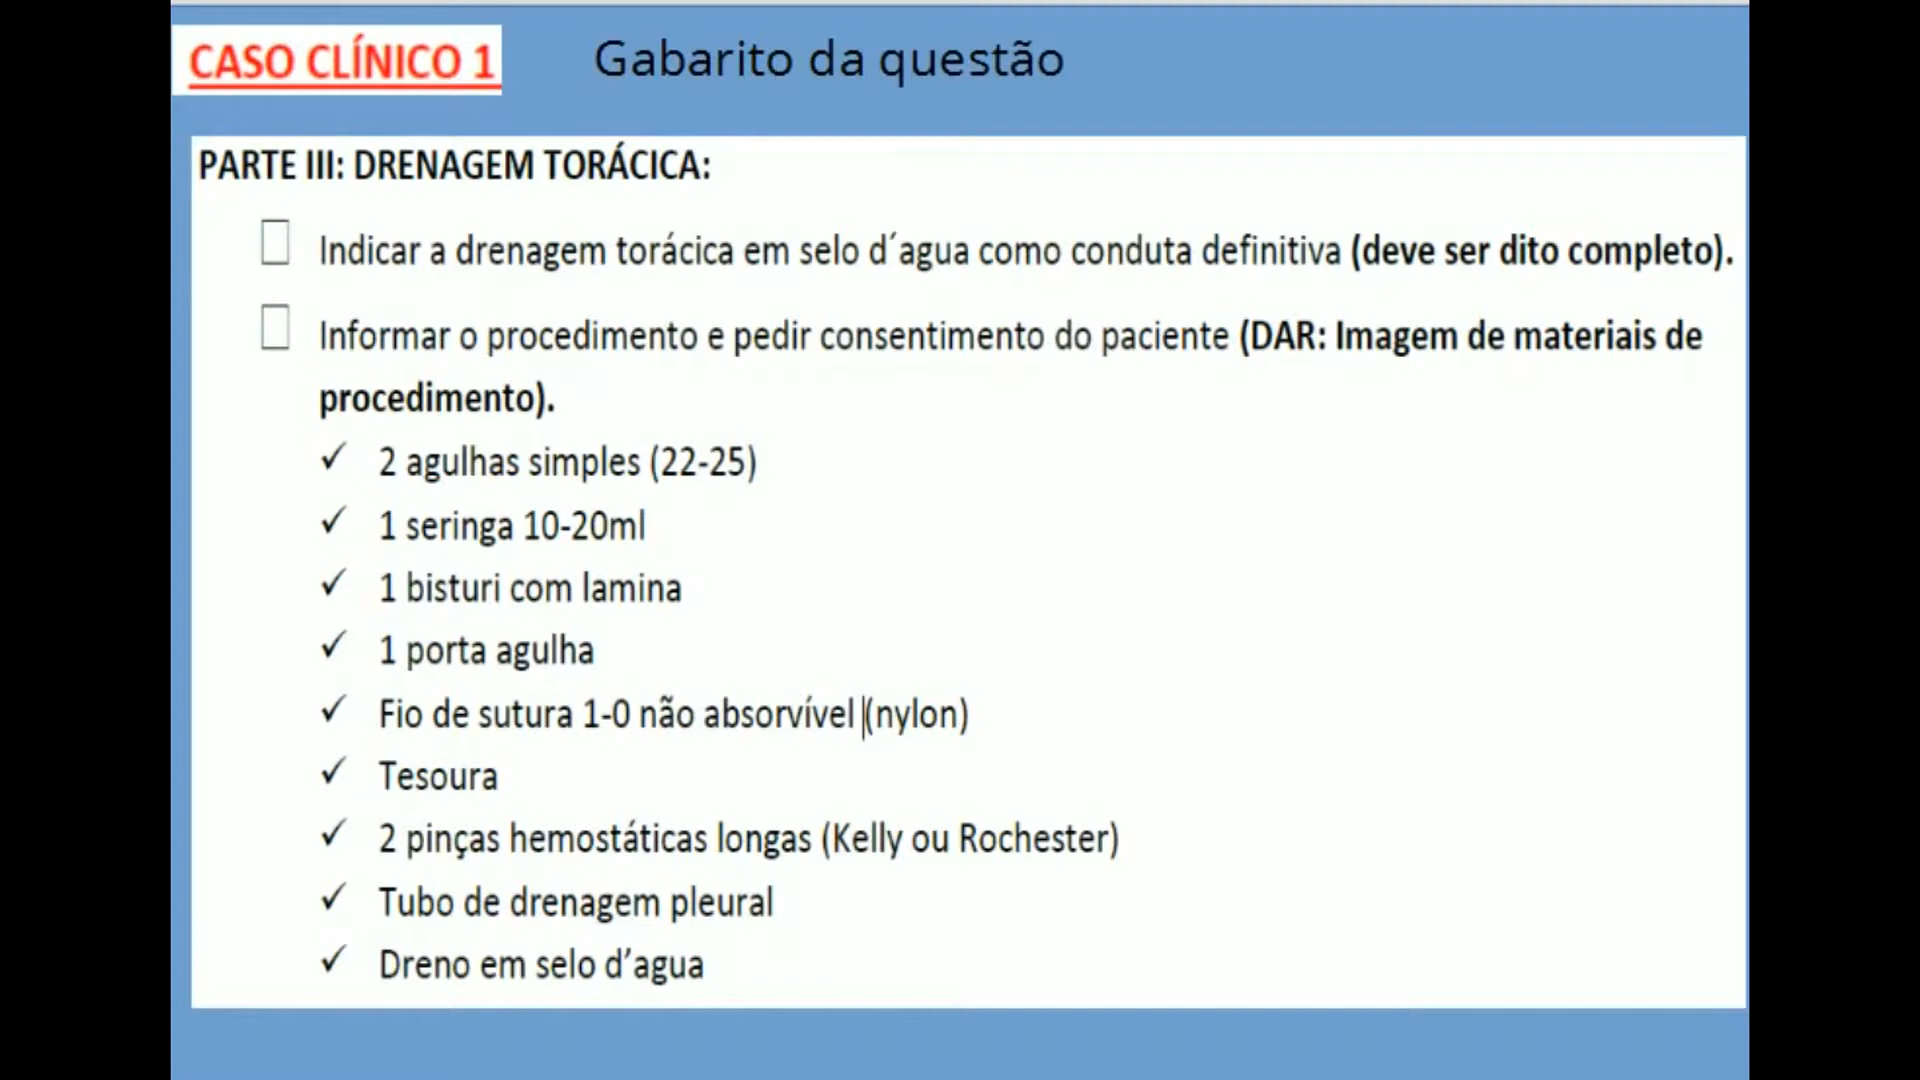 CASO CLÍNICO 1 Gabarito da questão
PARTE III: DRENAGEM TORÁCICA:
Indicar a drenagem torácica em selo d´agua como conduta definitiva (deve ser dito completo).
Informar o procedimento e pedir consentimento do paciente (DAR: Imagem de materiais de
procedimento).
✓ 2 agulhas simples (22-25)
✓ 1 seringa 10-20ml
✓ 1 bisturi com lamina
✓ 1 porta agulha
✓ Fio de sutura 1-0 não absorvível (nylon)
✓ Tesoura
✓ 2 pinças hemostáticas longas (Kelly ou Rochester)
✓ Tubo de drenagem pleural
✓ Dreno em selo d’agua